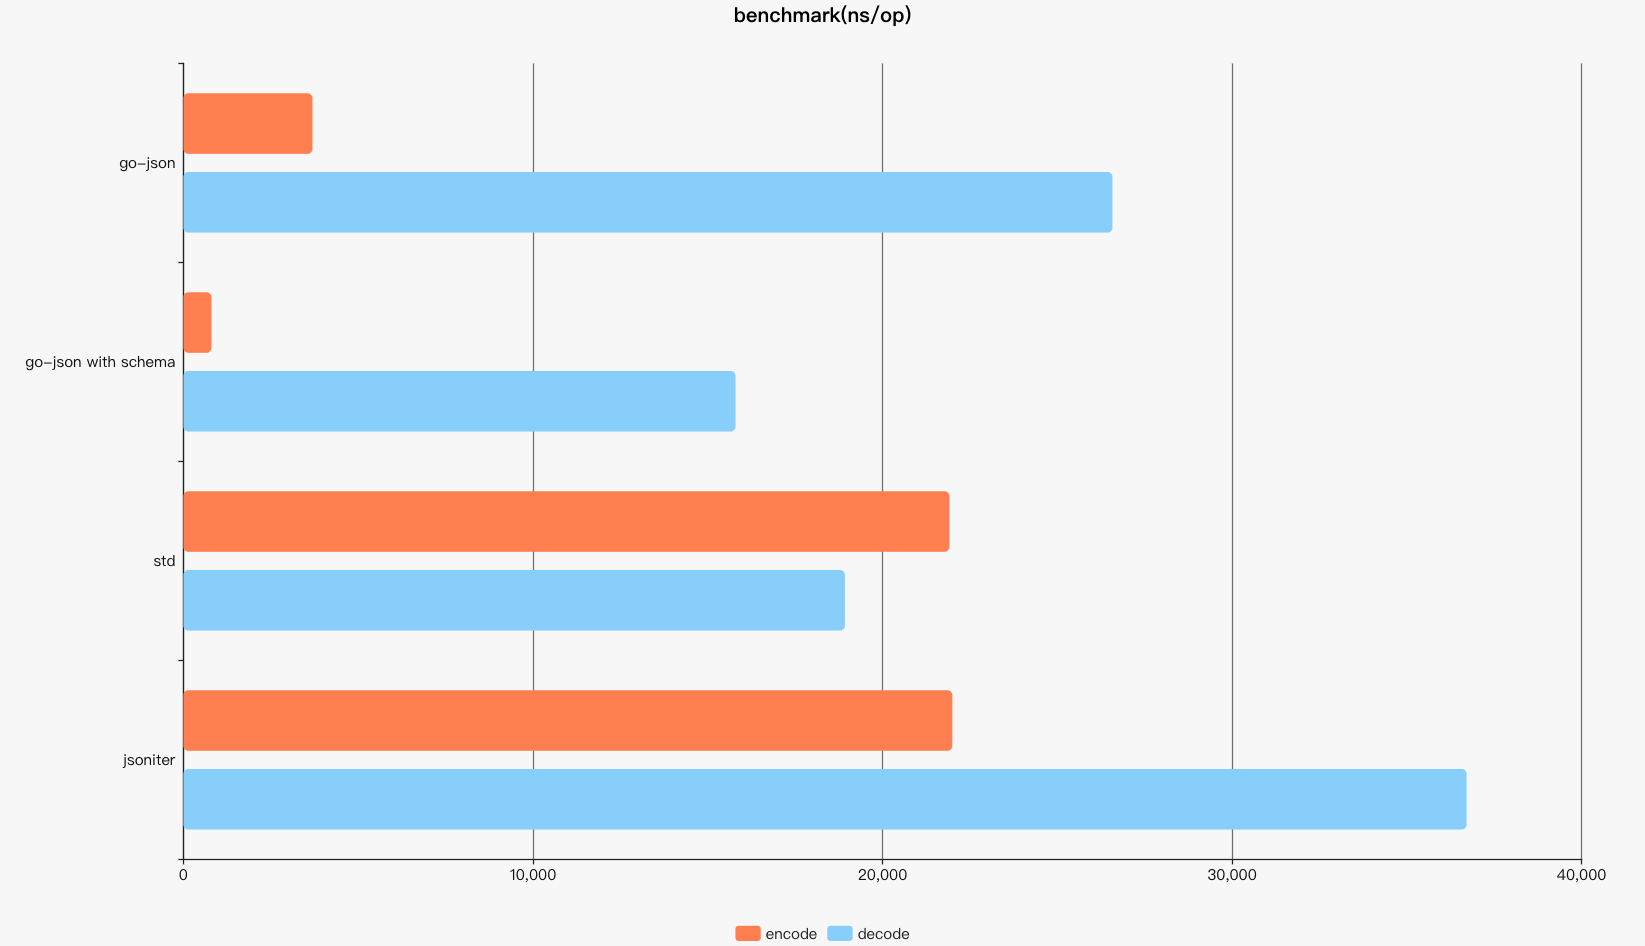 benchmark(ns/op)
go-json
go-json with schema
std
jsoniter
0 10,000 20,000 30,000 40,000
encode decode